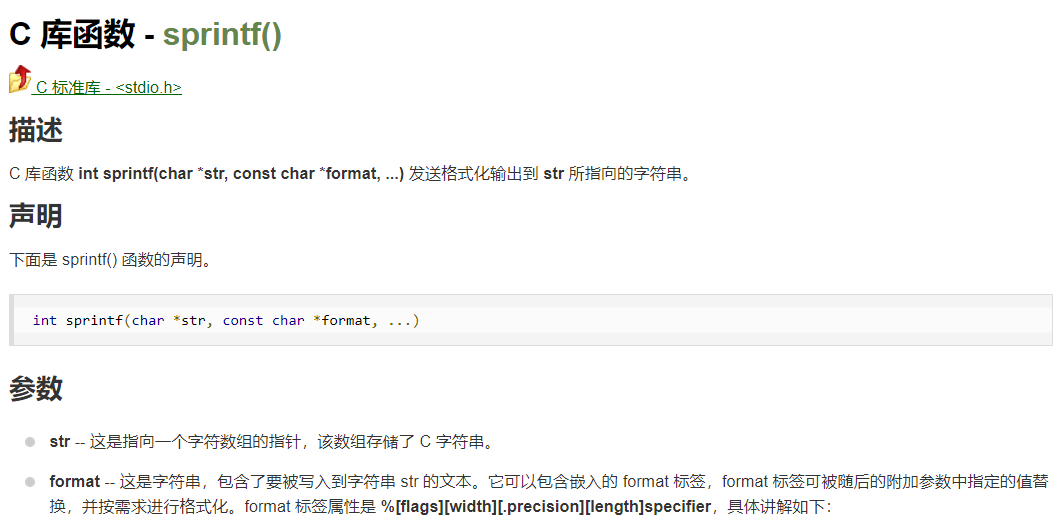 C 库函数 - sprintf()
C 标准库 - <stdio.h>
描述
C 库函数 int sprintf(char *str, const char *format, ...) 发送格式化输出到 str 所指向的字符串。
声明
下面是 sprintf() 函数的声明。
int sprintf(char *str, const char *format, ...)
参数
str -- 这是指向一个字符数组的指针，该数组存储了 C 字符串。
format -- 这是字符串，包含了要被写入到字符串 str 的文本。它可以包含嵌入的 format 标签，format 标签可被随后的附加参数中指定的值替
换，并按需求进行格式化。format 标签属性是 %[flags][width][.precision][length]specifier，具体讲解如下：